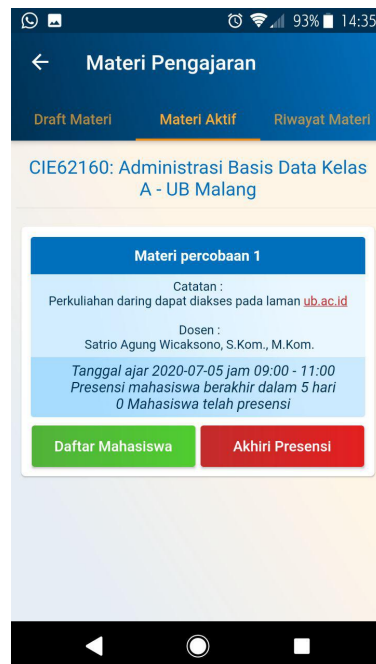 93% 14:35
Materi Pengajaran
Draft Materi Materi Aktif Riwayat Materi
CIE62160: Administrasi Basis Data Kelas
A - UB Malang
Materi percobaan 1
Catatan :
Perkuliahan daring dapat diakses pada laman ub.ac.id
Dosen :
Satrio Agung Wicaksono, S.Kom., M.Kom.
Tanggal ajar 2020-07-05 jam 09:00 - 11:00
Presensi mahasiswa berakhir dalam 5 hari
0 Mahasiswa telah presensi
Daftar Mahasiswa Akhiri Presensi